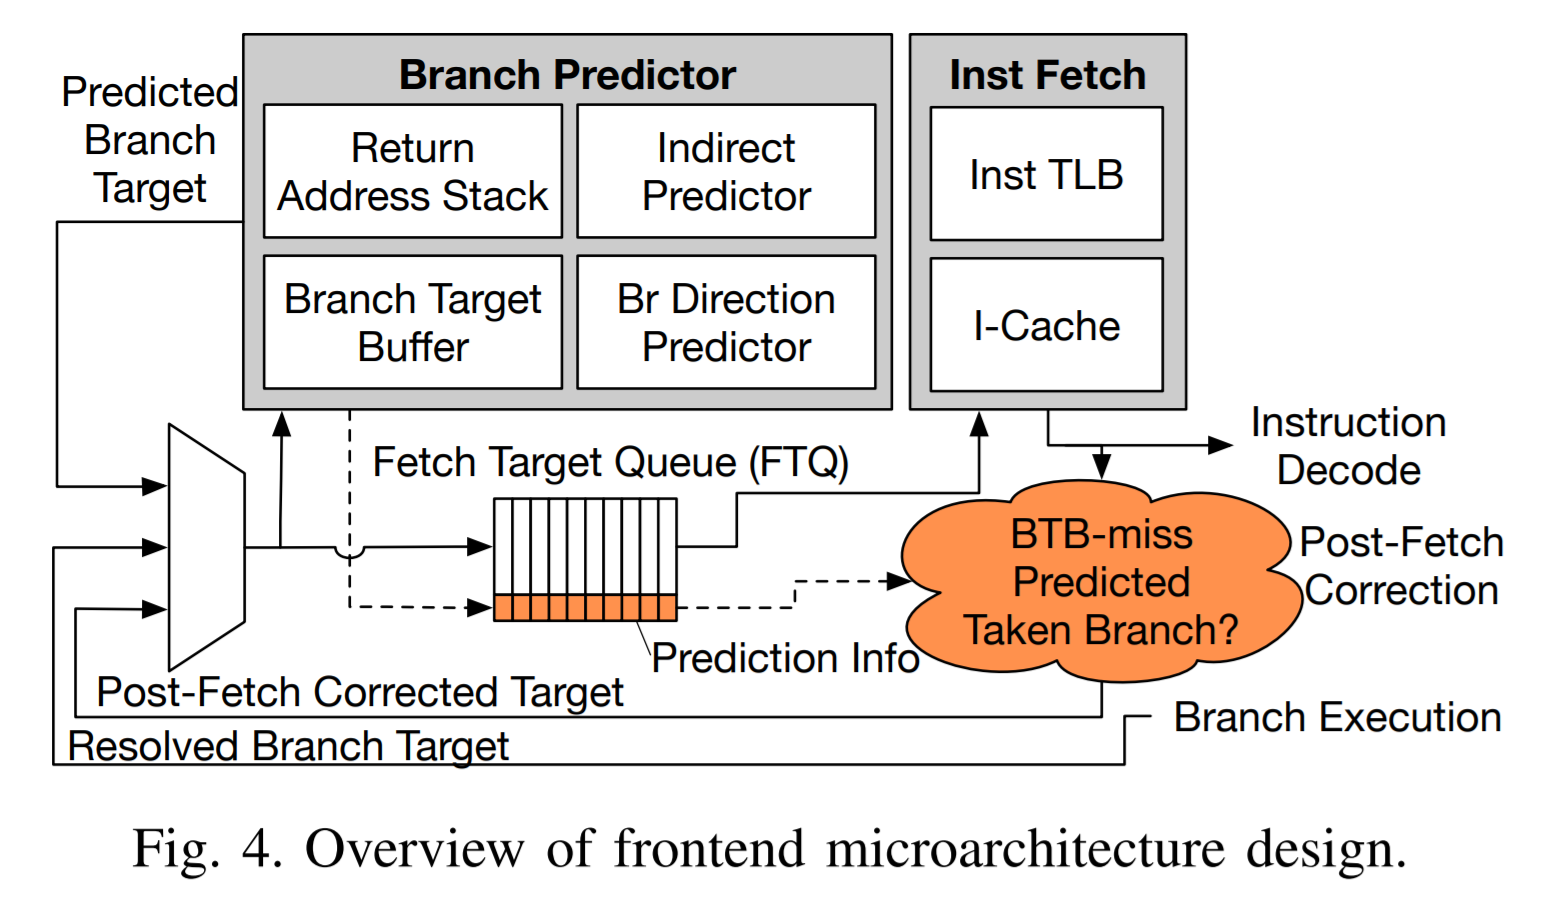 Predicted
Branch
Target
Branch Predictor
Return
Address Stack
Indirect
Predictor
Branch Target
Buffer
Br Direction
Predictor
Inst Fetch
Inst TLB
I-Cache
Instruction
Decode
Fetch Target Queue (FTQ)
BTB-miss
Predicted
Taken Branch?
Post-Fetch
Correction
Prediction Info
Post-Fetch Corrected Target
Branch Execution
Resolved Branch Target
Fig. 4. Overview of frontend microarchitecture design.